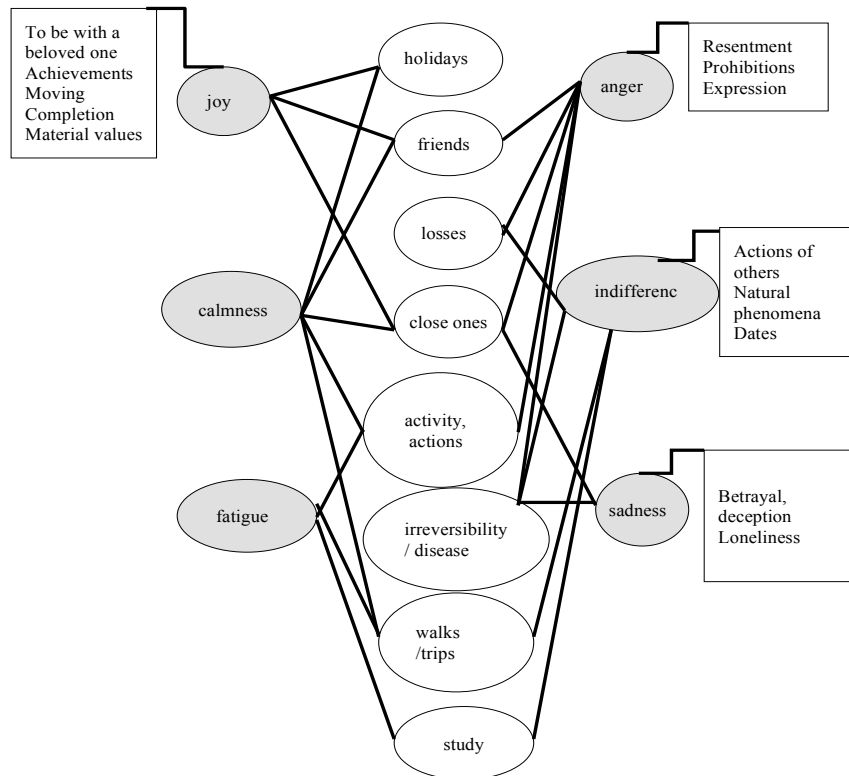 To be with a
beloved one
Achievements
Moving
Completion
Material values
joy
holidays
anger
Resentment
Prohibitions
Expression
friends
losses
calmness
close ones
indifferenc
Actions of
others
Natural
phenomena
Dates
activity,
actions
fatigue
irreversibility
/ disease
sadness
Betrayal,
deception
Loneliness
walks
/trips
study